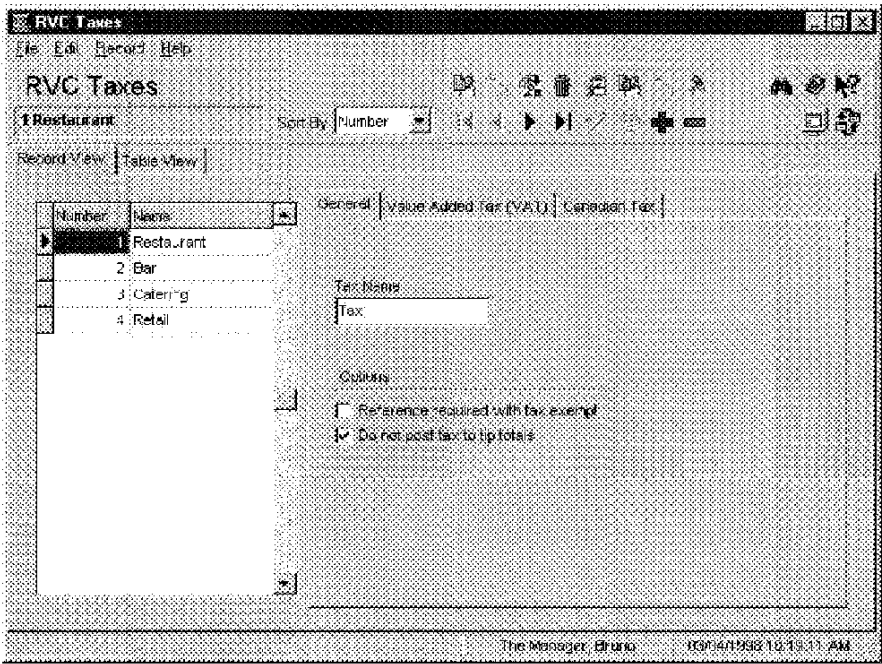 RVC Taxes
File Edit Record Help
RVC Taxes
1 Restaurant
Sort By Number
Record View Table View
General Value Added Tax (VAT) Canadian Tax
Number Name
1 Restaurant
2 Bar
3 Catering
4 Retail
Tax Name
Tax
Options
Reference required with tax exempt
Do not post tax to tip totals
The Manager, Bruno